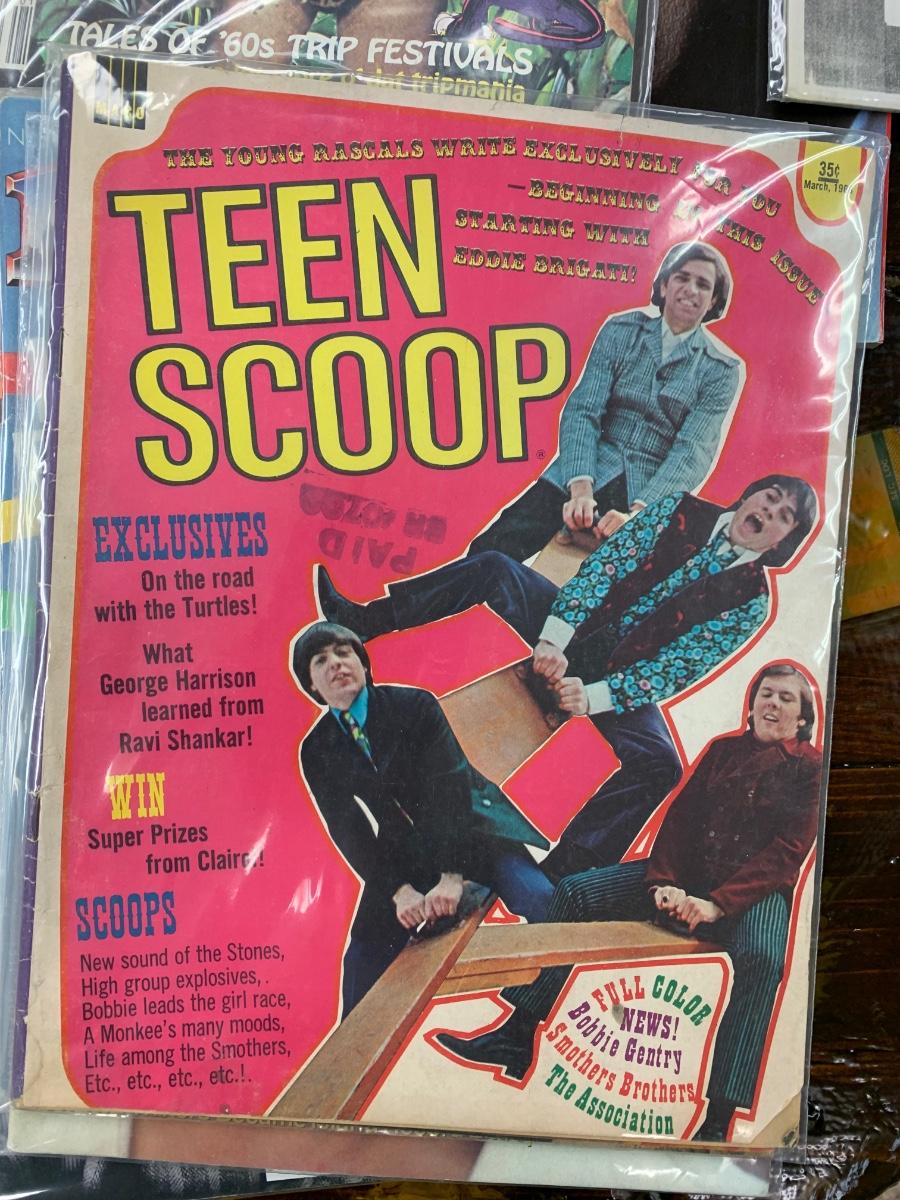 TALES OF '60s TRIP FESTIVALS
tripmania
MACO
THE YOUNG RASCALS WRITE EXCLUSIVELY FOR YOU
—BEGINNING IN THIS ISSUE
STARTING WITH
EDDIE BRIGATI!
35¢
March,
TEEN
SCOOP
®
PAID
EXCLUSIVES
On the road
with the Turtles!
What
George Harrison
learned from
Ravi Shankar!
WIN
Super Prizes
from Clairol!
SCOOPS
New sound of the Stones,
High group explosives,
Bobbie leads the girl race,
A Monkee's many moods,
Life among the Smothers,
Etc., etc., etc., etc.!
FULL COLOR
NEWS!
Bobbie Gentry
Smothers Brothers
The Association